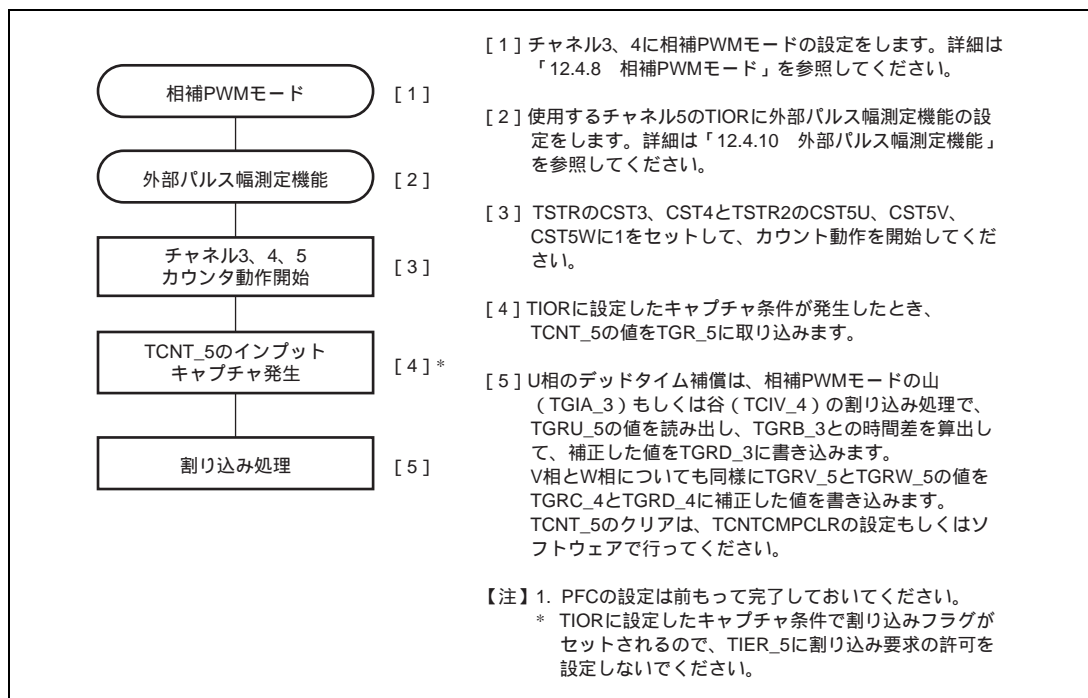 相補PWMモード
[1]
外部パルス幅測定機能
[2]
チャネル3、4、5
カウンタ動作開始
[3]
TCNT_5のインプット
キャプチャ発生
[4]*
割り込み処理
[5]
[1]チャネル3、4に相補PWMモードの設定をします。詳細は
「12.4.8 相補PWMモード」を参照してください。
[2]使用するチャネル5のTIORに外部パルス幅測定機能の設
定をします。詳細は「12.4.10 外部パルス幅測定機能」
を参照してください。
[3] TSTRのCST3、CST4とTSTR2のCST5U、CST5V、
CST5Wに1をセットして、カウント動作を開始してくだ
さい。
[4]TIORに設定したキャプチャ条件が発生したとき、
TCNT_5の値をTGR_5に取り込みます。
[5]U相のデッドタイム補償は、相補PWMモードの山
(TGIA_3)もしくは谷(TCIV_4)の割り込み処理で、
TGRU_5の値を読み出し、TGRB_3との時間差を算出し
て、補正した値をTGRD_3に書き込みます。
V相とW相についても同様にTGRV_5とTGRW_5の値を
TGRC_4とTGRD_4に補正した値を書き込みます。
TCNT_5のクリアは、TCNTCMPCLRの設定もしくはソ
フトウェアで行ってください。
【注】1. PFCの設定は前もって完了しておいてください。
* TIORに設定したキャプチャ条件で割り込みフラグが
セットされるので、TIER_5に割り込み要求の許可を
設定しないでください。